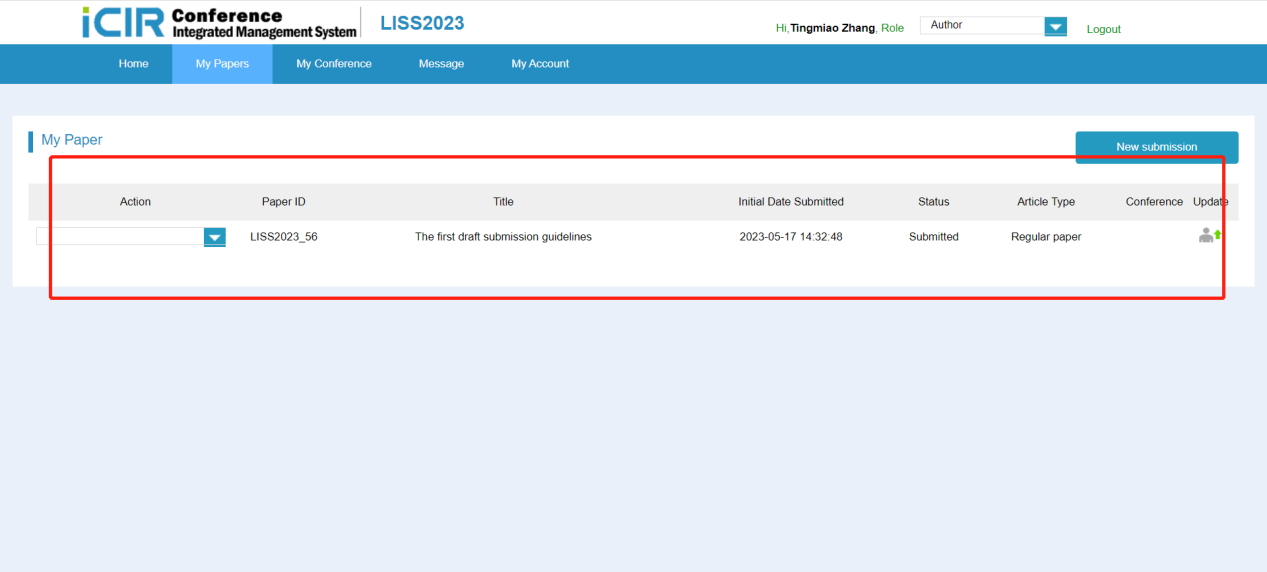 iCIR Conference Integrated Management System LISS2023
Hi,Tingmiao Zhang, Role Author Logout
Home My Papers My Conference Message My Account
My Paper
New submission
Action Paper ID Title Initial Date Submitted Status Article Type Conference Update
LISS2023_56 The first draft submission guidelines 2023-05-17 14:32:48 Submitted Regular paper